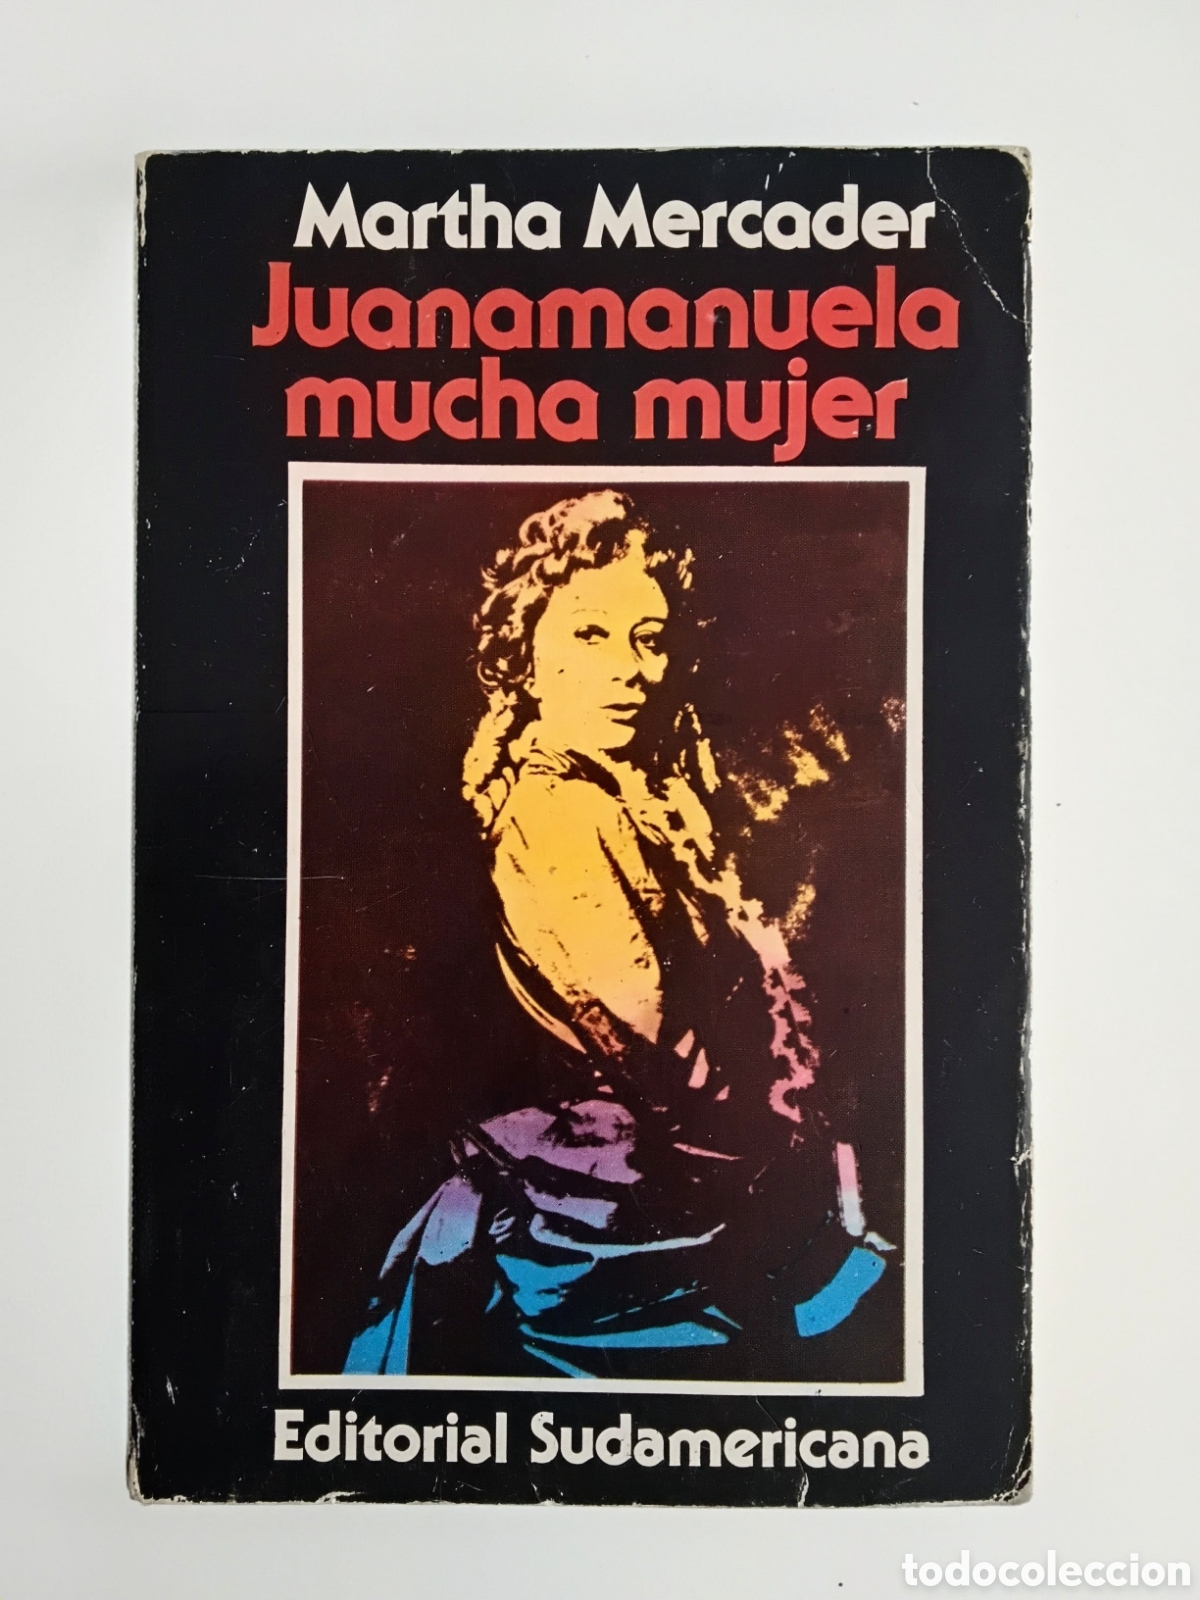 Martha Mercader
Juanamanuela
mucha mujer
Editorial Sudamericana
todocoleccion